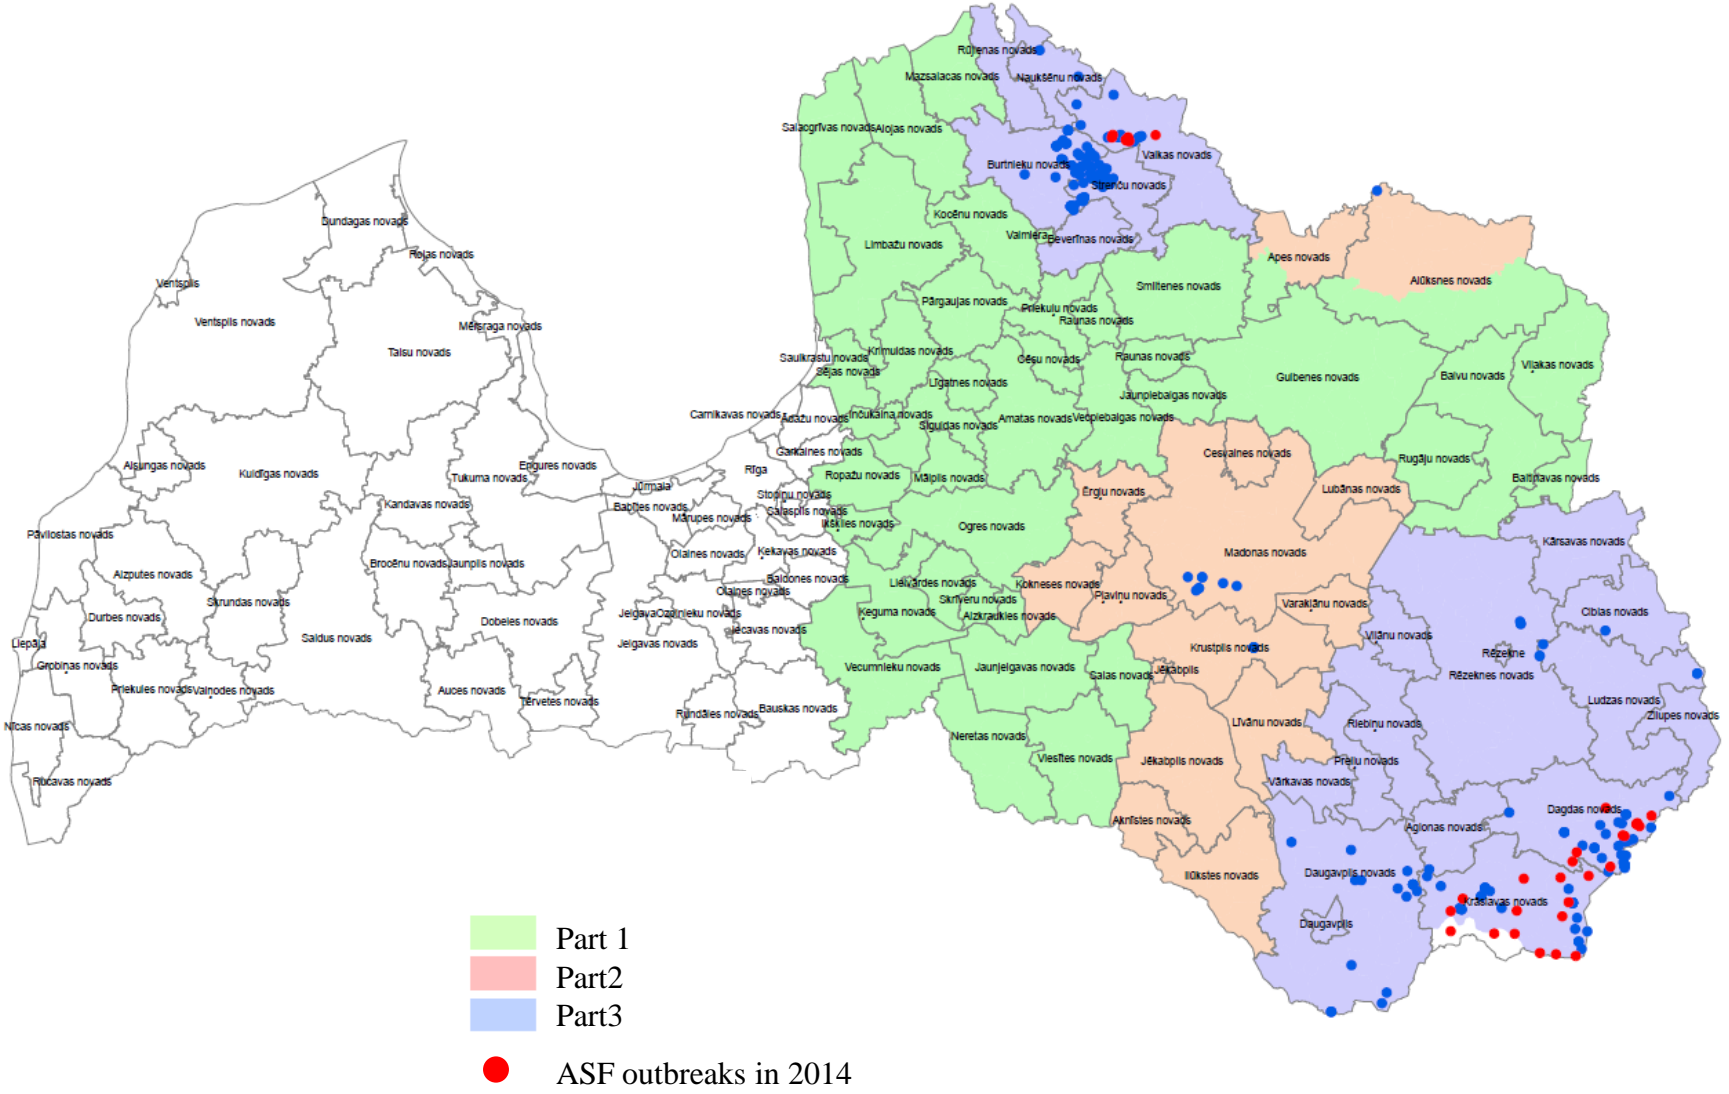 Rūjienas novads
Mazsalacas novads
Naukšēnu novads
Salacgrīvas novads
Alojas novads
Valkas novads
Burtnieku novads
Strenču novads
Dundagas novads
Kocēnu novads
Valmiera
Beverīnas novads
Limbažu novads
Rojas novads
Apes novads
Alūksnes novads
Ventspils
Smiltenes novads
Pārgaujas novads
Priekuļu novads
Raunas novads
Ventspils novads
Mērsraga novads
Talsu novads
Krimuldas novads
Saulkrastu novads
Cēsu novads
Raunas novads
Sējas novads
Līgatnes novads
Gulbenes novads
Balvu novads
Viļakas novads
Jaunpiebalgas novads
Carnikavas novads
Ādažu novads
Inčukalna novads
Siguldas novads
Amatas novads
Vecpiebalgas novads
Garkalnes novads
Cesvaines novads
Rugāju novads
Alsungas novads
Kuldīgas novads
Engures novads
Rīga
Ropažu novads
Mālpils novads
Tukuma novads
Baltinavas novads
Jūrmala
Ērgļu novads
Lubānas novads
Stopiņu novads
Kandavas novads
Babītes novads
Salaspils novads
Mārupes novads
Ikšķiles novads
Ogres novads
Pāvilostas novads
Kārsavas novads
Olaines novads
Ķekavas novads
Madonas novads
Brocēnu novads
Jaunpils novads
Aizputes novads
Baldones novads
Lielvārdes novads
Kokneses novads
Olaines novads
Pļaviņu novads
Skrundas novads
Skrīveru novads
Varakļānu novads
Durbes novads
Jelgava
Ozolnieku novads
Ķeguma novads
Aizkraukles novads
Ciblas novads
Dobeles novads
Iecavas novads
Viļānu novads
Liepāja
Saldus novads
Jelgavas novads
Krustpils novads
Rēzekne
Grobiņas novads
Vecumnieku novads
Jaunjelgavas novads
Salas novads
Jēkabpils
Rēzeknes novads
Priekules novads
Vaiņodes novads
Auces novads
Tērvetes novads
Ludzas novads
Rundāles novads
Bauskas novads
Zilupes novads
Nīcas novads
Līvānu novads
Riebiņu novads
Neretas novads
Viesītes novads
Jēkabpils novads
Preiļu novads
Rucavas novads
Vārkavas novads
Dagdas novads
Aknīstes novads
Aglonas novads
Ilūkstes novads
Daugavpils novads
Krāslavas novads
Daugavpils
Part 1
Part2
Part3
ASF outbreaks in 2014